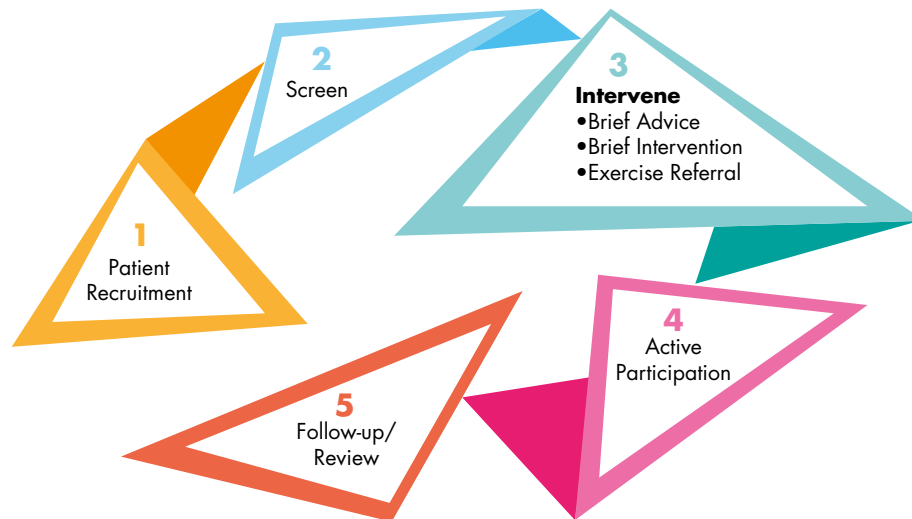 1
Patient
Recruitment
2
Screen
3
Intervene
•Brief Advice
•Brief Intervention
•Exercise Referral
4
Active
Participation
5
Follow-up/
Review